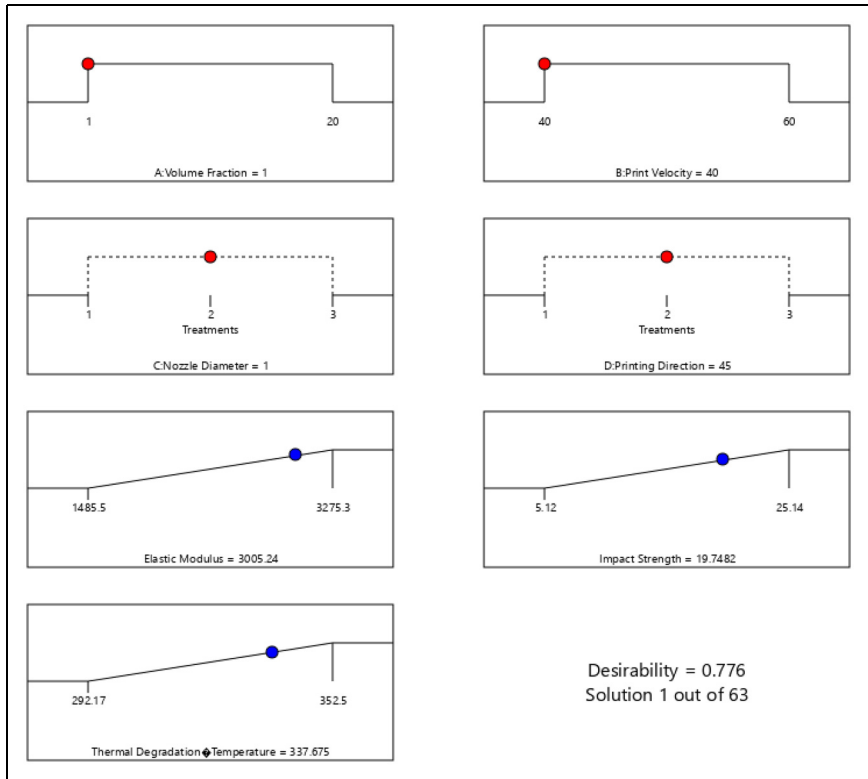 1 20
A:Volume Fraction = 1
40 60
B:Print Velocity = 40
1 2 3
Treatments
C:Nozzle Diameter = 1
1 2 3
Treatments
D:Printing Direction = 45
1485.5 3275.3
Elastic Modulus = 3005.24
5.12 25.14
Impact Strength = 19.7482
292.17 352.5
Thermal Degradation�Temperature = 337.675
Desirability = 0.776
Solution 1 out of 63